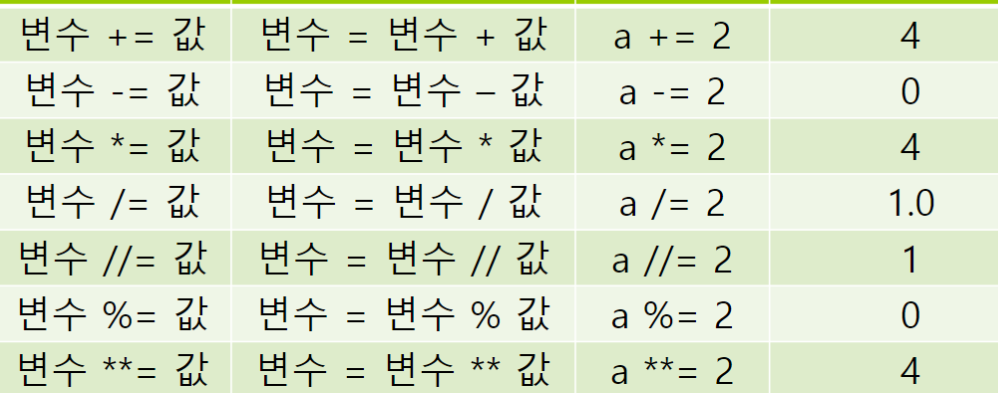 변수 += 값 변수 = 변수 + 값 a += 2 4
변수 -= 값 변수 = 변수 – 값 a -= 2 0
변수 *= 값 변수 = 변수 * 값 a *= 2 4
변수 /= 값 변수 = 변수 / 값 a /= 2 1.0
변수 //= 값 변수 = 변수 // 값 a //= 2 1
변수 %= 값 변수 = 변수 % 값 a %= 2 0
변수 **= 값 변수 = 변수 ** 값 a **= 2 4